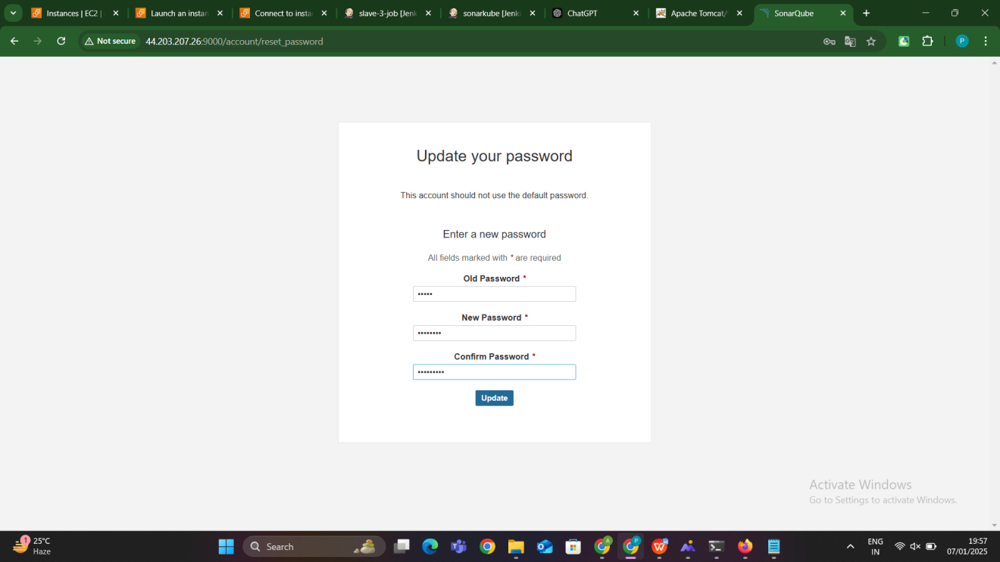 Instances | EC2 |
Launch an instan
Connect to insta
slave-3-job [Jenk
sonarkube [Jenki
ChatGPT
Apache Tomcat/
SonarQube
Not secure
44.203.207.26:9000/account/reset_password
P
Update your password
This account should not use the default password.
Enter a new password
All fields marked with * are required
Old Password *
•••••
New Password *
••••••••
Confirm Password *
•••••••••
Update
Activate Windows
Go to Settings to activate Windows.
1
25°C
Haze
Search
A
P
ENG
IN
19:57
07/01/2025